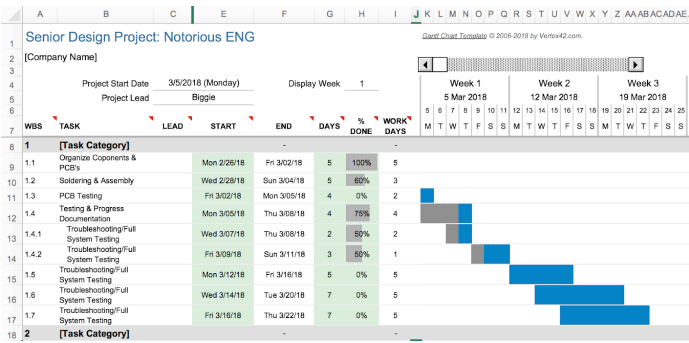 A B C E F G H I J K L M N O P Q R S T U V W X Y Z AA AB AC AD AE
1 Senior Design Project: Notorious ENG Gantt Chart Template © 2006-2018 by Vertex42.com.
2 [Company Name]
3
4 Project Start Date 3/5/2018 (Monday) Display Week 1 Week 1 Week 2 Week 3
5 Project Lead Biggie 5 Mar 2018 12 Mar 2018 19 Mar 2018
6 5 6 7 8 9 10 11 12 13 14 15 16 17 18 19 20 21 22 23 24 25
7 WBS TASK LEAD START END DAYS % DONE WORK DAYS M T W T F S S M T W T F S S M T W T F S S
8 1 [Task Category] - -
9 1.1 Organize Coponents & PCB's Mon 2/26/18 Fri 3/02/18 5 100% 5
10 1.2 Soldering & Assembly Wed 2/28/18 Sun 3/04/18 5 60% 3
11 1.3 PCB Testing Fri 3/02/18 Mon 3/05/18 4 0% 2
12 1.4 Testing & Progress Documentation Mon 3/05/18 Thu 3/08/18 4 75% 4
13 1.4.1 Troubleshooting/Full System Testing Wed 3/07/18 Thu 3/08/18 2 50% 2
14 1.4.2 Troubleshooting/Full System Testing Fri 3/09/18 Sun 3/11/18 3 50% 1
15 1.5 Troubleshooting/Full System Testing Mon 3/12/18 Fri 3/16/18 5 0% 5
16 1.6 Troubleshooting/Full System Testing Wed 3/14/18 Tue 3/20/18 7 0% 5
17 1.7 Troubleshooting/Full System Testing Fri 3/16/18 Thu 3/22/18 7 0% 5
18 2 [Task Category] - -